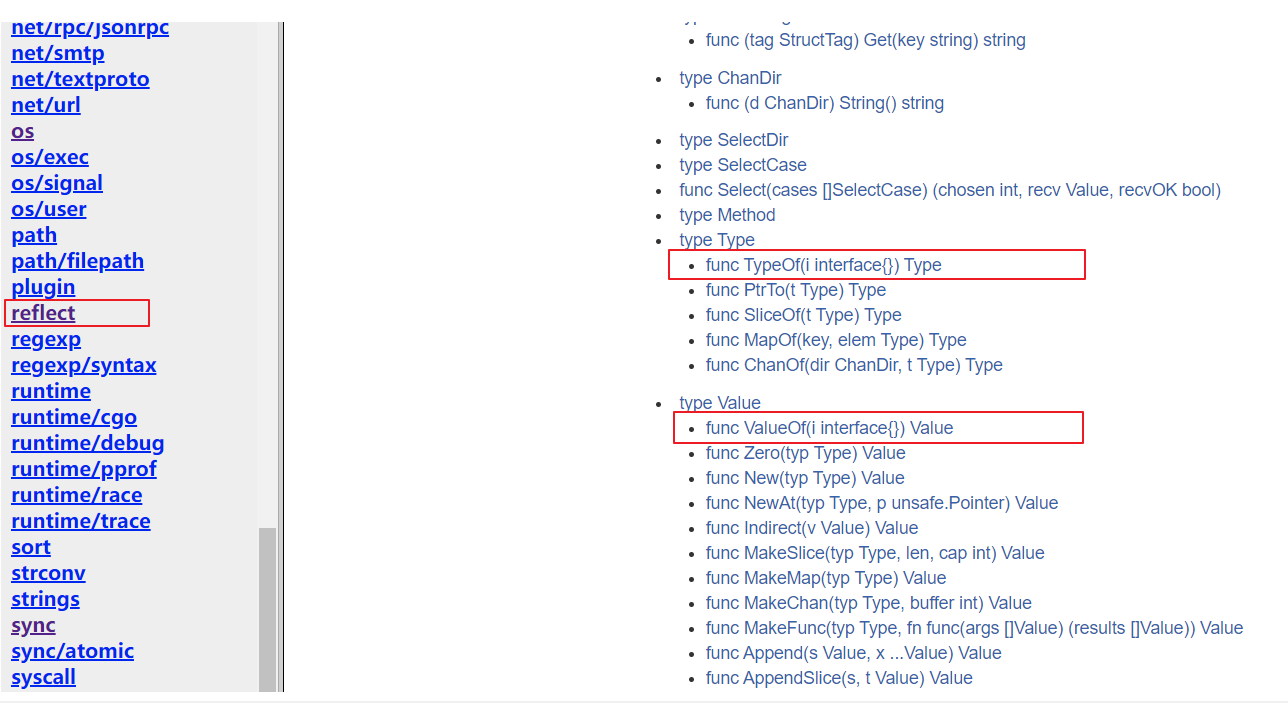 net/rpc/jsonrpc
net/smtp
net/textproto
net/url
os
os/exec
os/signal
os/user
path
path/filepath
plugin
reflect
regexp
regexp/syntax
runtime
runtime/cgo
runtime/debug
runtime/pprof
runtime/race
runtime/trace
sort
strconv
strings
sync
sync/atomic
syscall
func (tag StructTag) Get(key string) string
type ChanDir
func (d ChanDir) String() string
type SelectDir
type SelectCase
func Select(cases []SelectCase) (chosen int, recv Value, recvOK bool)
type Method
type Type
func TypeOf(i interface{}) Type
func PtrTo(t Type) Type
func SliceOf(t Type) Type
func MapOf(key, elem Type) Type
func ChanOf(dir ChanDir, t Type) Type
type Value
func ValueOf(i interface{}) Value
func Zero(typ Type) Value
func New(typ Type) Value
func NewAt(typ Type, p unsafe.Pointer) Value
func Indirect(v Value) Value
func MakeSlice(typ Type, len, cap int) Value
func MakeMap(typ Type) Value
func MakeChan(typ Type, buffer int) Value
func MakeFunc(typ Type, fn func(args []Value) (results []Value)) Value
func Append(s Value, x ...Value) Value
func AppendSlice(s, t Value) Value